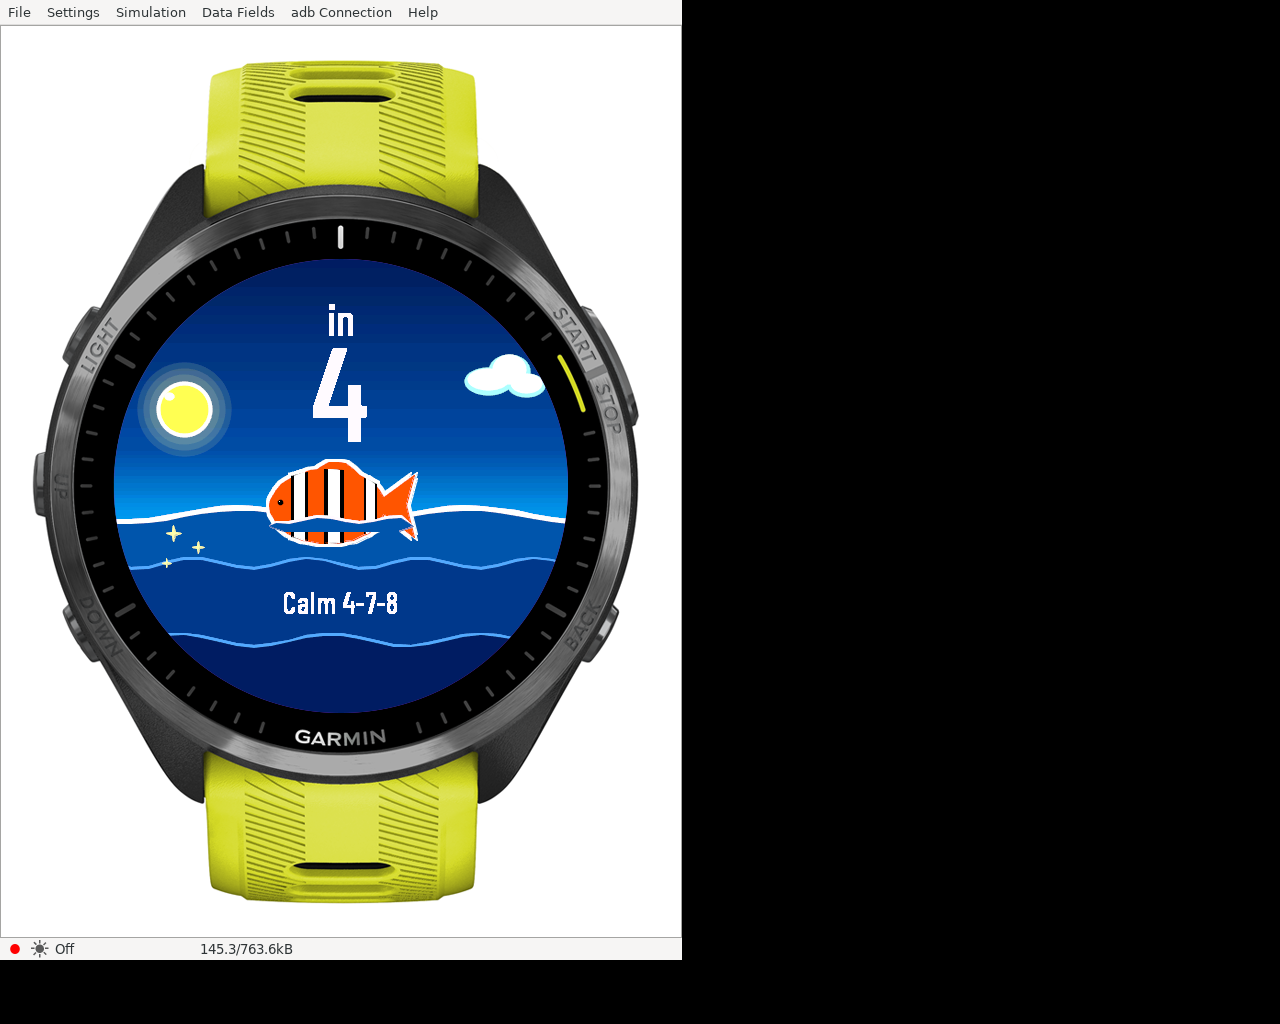 File Settings Simulation Data Fields adb Connection Help
LIGHT
START
STOP
UP
DOWN
BACK
in
4
Calm 4-7-8
GARMIN
Off 145.3/763.6kB